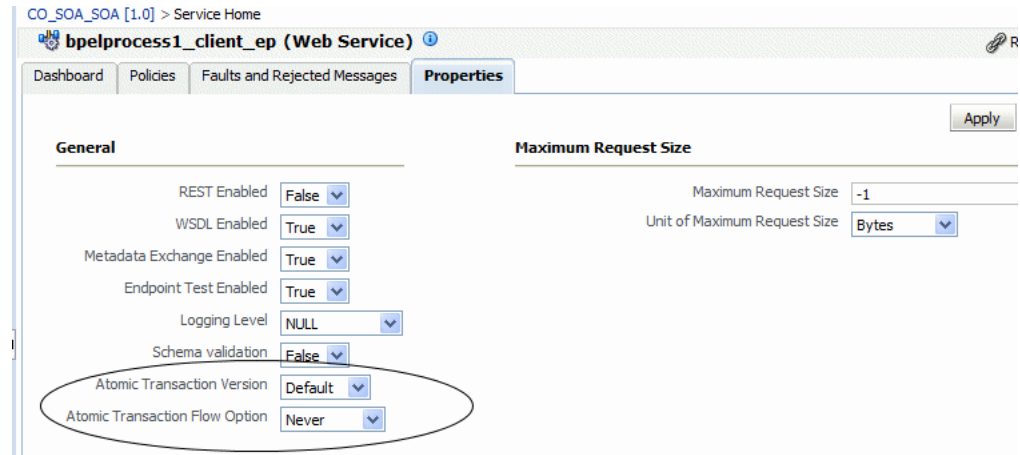 CO_SOA_SOA [1.0] > Service Home
bpelprocess1_client_ep (Web Service)
Dashboard Policies Faults and Rejected Messages Properties
Apply
General Maximum Request Size
REST Enabled False Maximum Request Size -1
WSDL Enabled True Unit of Maximum Request Size Bytes
Metadata Exchange Enabled True
Endpoint Test Enabled True
Logging Level NULL
Schema validation False
Atomic Transaction Version Default
Atomic Transaction Flow Option Never